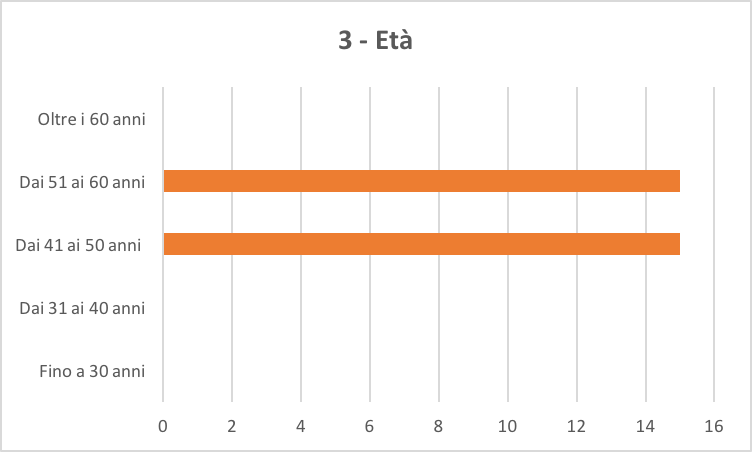 3 - Età
Oltre i 60 anni
Dai 51 ai 60 anni
Dai 41 ai 50 anni
Dai 31 ai 40 anni
Fino a 30 anni
0 2 4 6 8 10 12 14 16